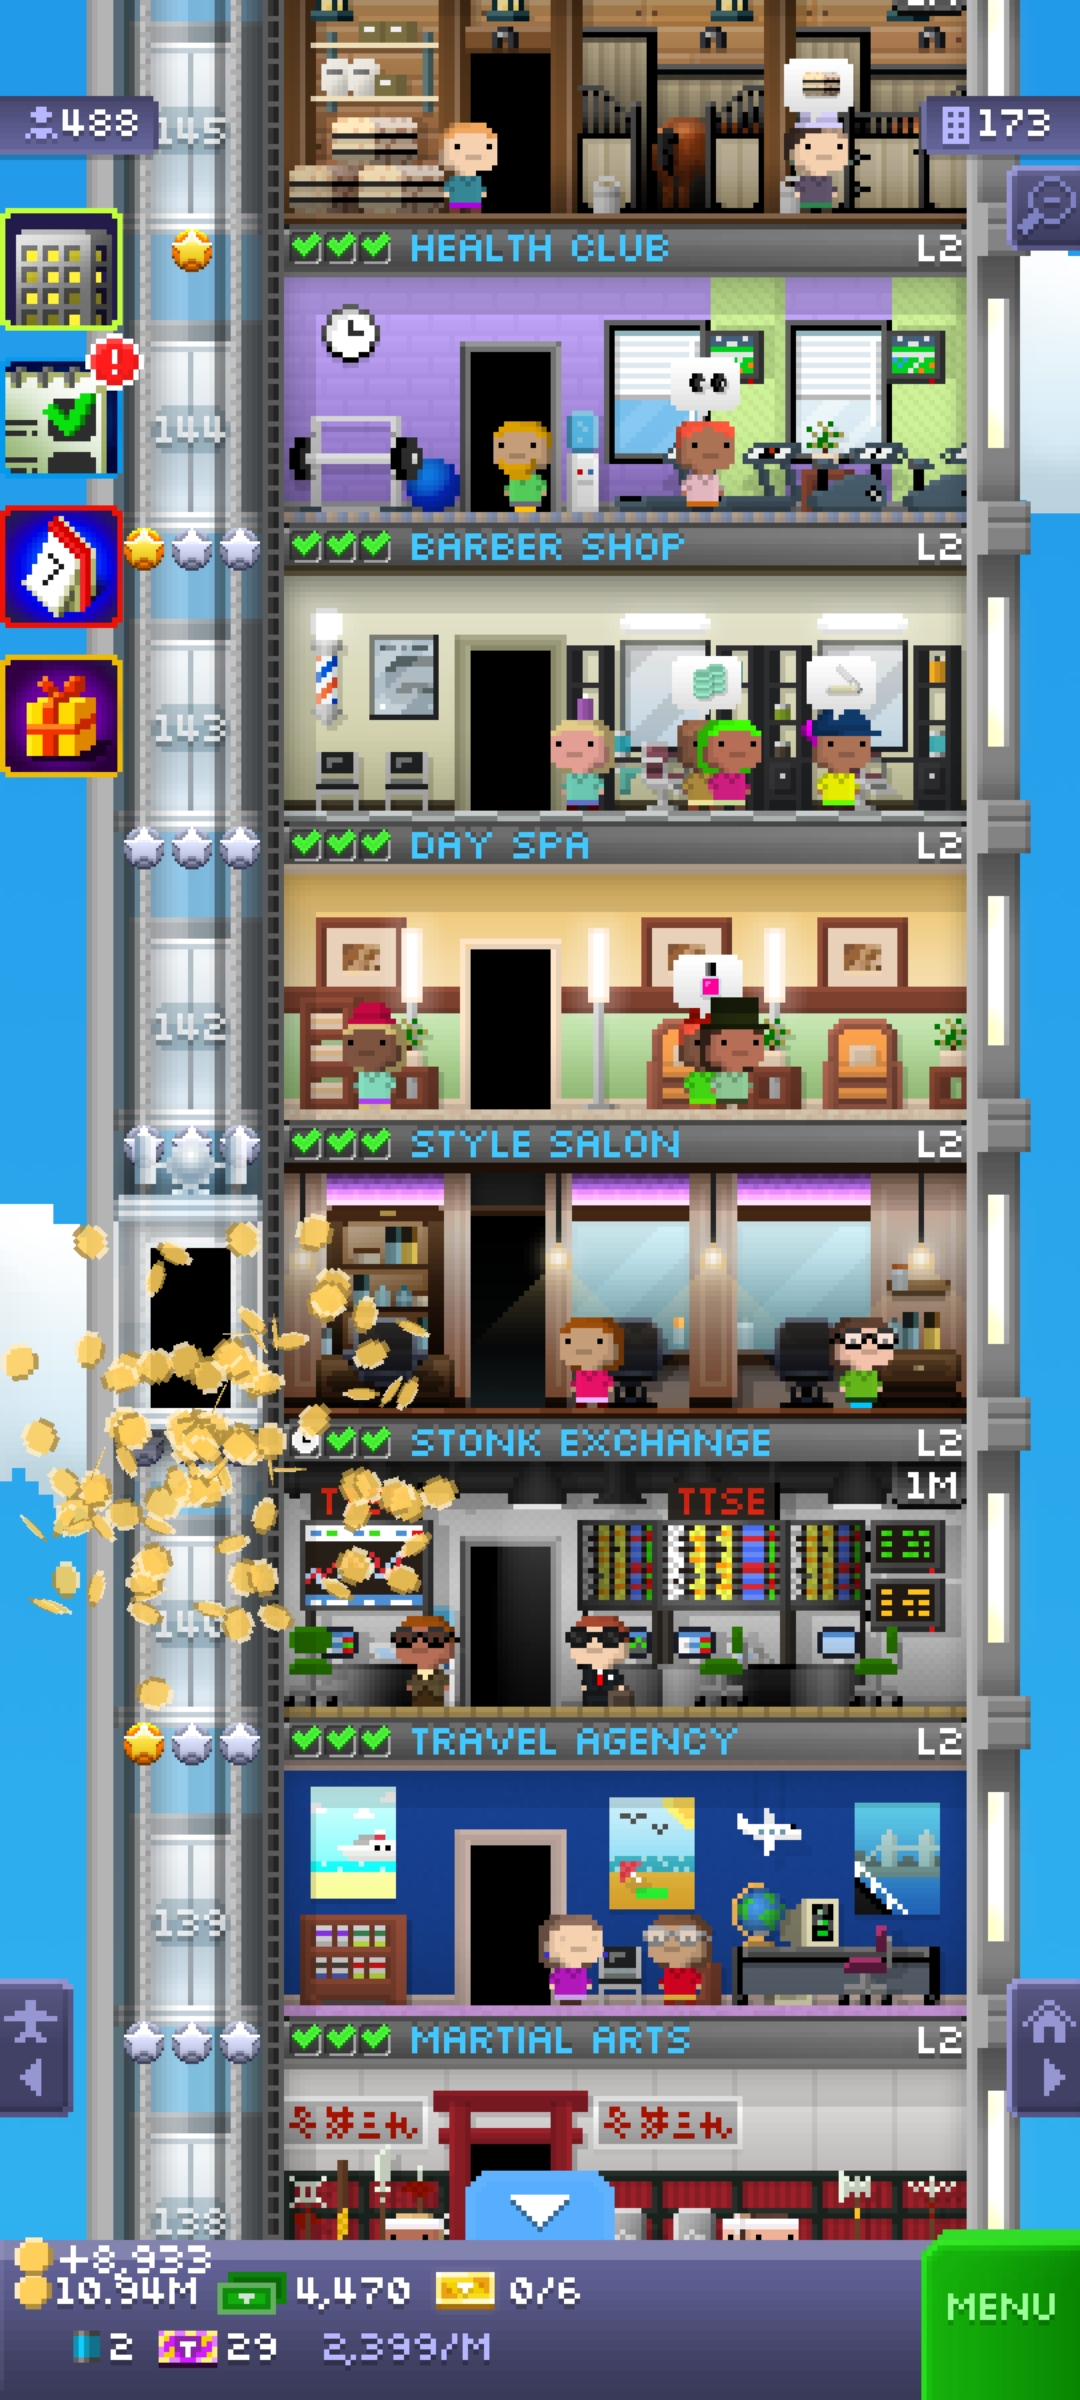 488
173
145
HEALTH CLUB L2
144
BARBER SHOP L2
143
DAY SPA L2
142
STYLE SALON L2
STONK EXCHANGE L2
1M
TTSE
TRAVEL AGENCY L2
139
MARTIAL ARTS L2
138
+8,933
10.94M 4,470 0/6
2 29 2,399/M
MENU